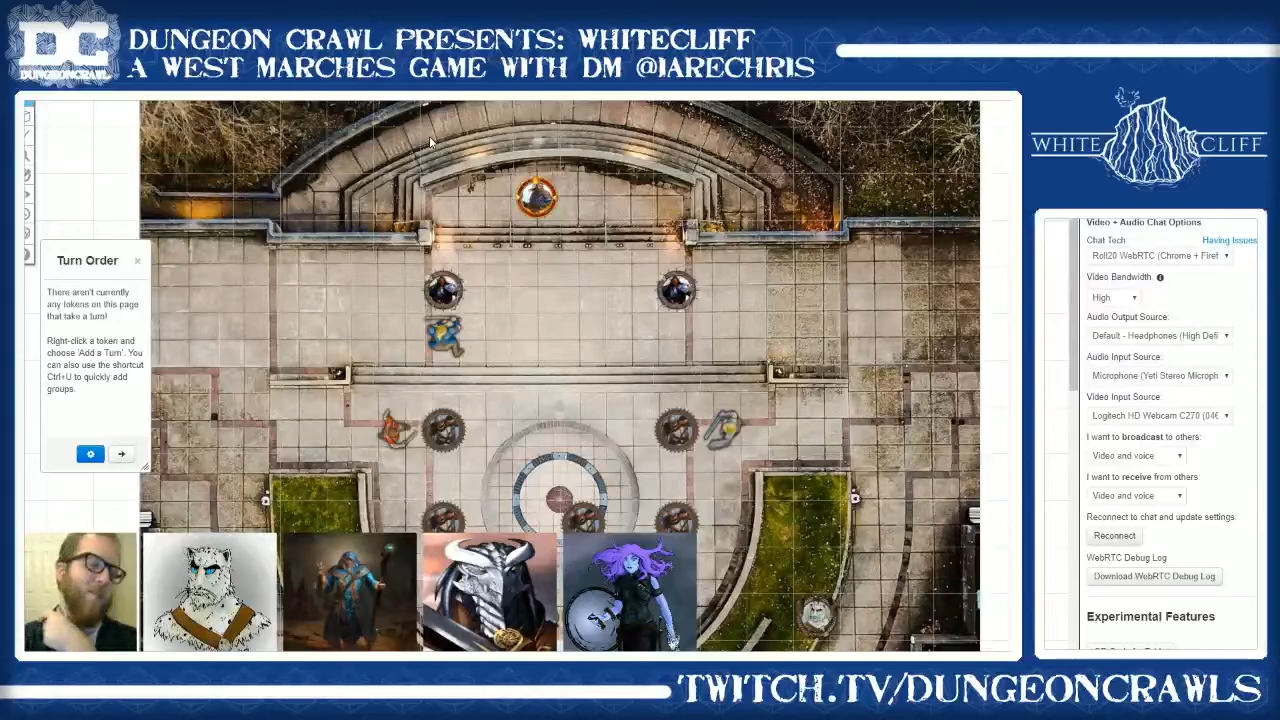 DC
DUNGEONCRAWL
DUNGEON CRAWL PRESENTS: WHITECLIFF
A WEST MARCHES GAME WITH DM @IARECHRIS
WHITE CLIFF
Turn Order
There aren't currently
any tokens on this page
that take a turn!
Right-click a token and
choose 'Add a Turn'. You
can also use the shortcut
Ctrl+U to quickly add
groups.
Video + Audio Chat Options
Chat Tech
Having Issues
Roll20 WebRTC (Chrome + Firef
Video Bandwidth:
High
Audio Output Source:
Default - Headphones (High Defi
Audio Input Source:
Microphone (Yeti Stereo Microph
Video Input Source:
Logitech HD Webcam C270 (046
I want to broadcast to others:
Video and voice
I want to receive from others:
Video and voice
Reconnect to chat and update settings:
Reconnect
WebRTC Debug Log
Download WebRTC Debug Log
Experimental Features
TWITCH.TV/DUNGEONCRAWLS